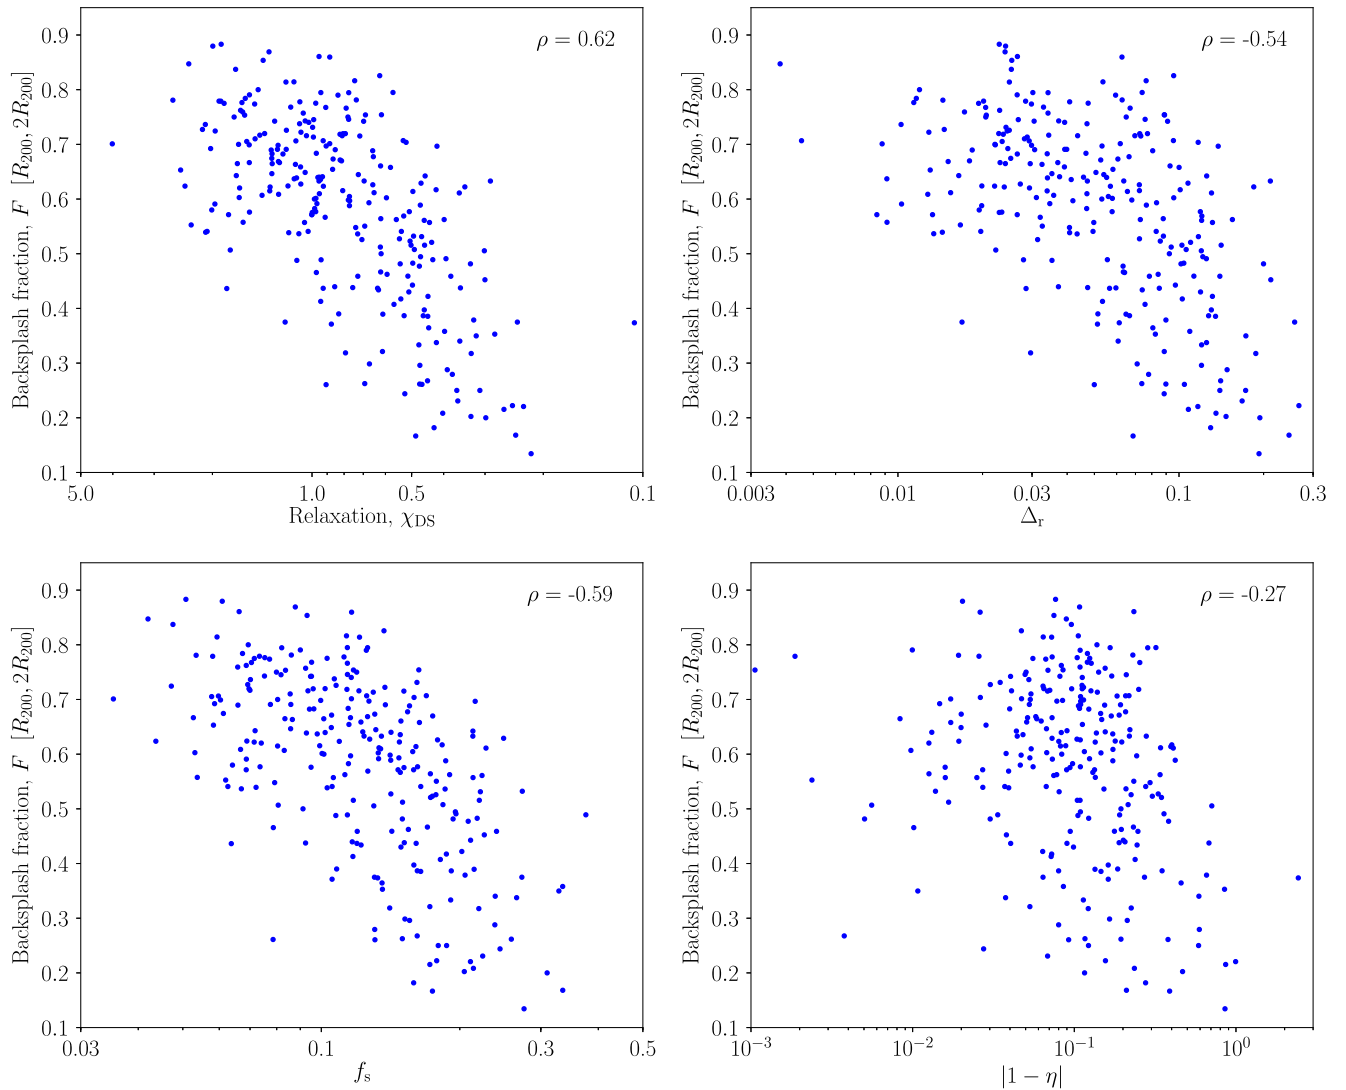 ρ = 0.62
0.9
0.8
0.7
0.6
0.5
0.4
0.3
0.2
0.1
Backsplash fraction, F [R₂₀₀, 2R₂₀₀]
5.0 1.0 0.5 0.1
Relaxation, χ_DS
ρ = -0.54
0.9
0.8
0.7
0.6
0.5
0.4
0.3
0.2
0.1
Backsplash fraction, F [R₂₀₀, 2R₂₀₀]
0.003 0.01 0.03 0.1 0.3
Δ_r
ρ = -0.59
0.9
0.8
0.7
0.6
0.5
0.4
0.3
0.2
0.1
Backsplash fraction, F [R₂₀₀, 2R₂₀₀]
0.03 0.1 0.3 0.5
f_s
ρ = -0.27
0.9
0.8
0.7
0.6
0.5
0.4
0.3
0.2
0.1
Backsplash fraction, F [R₂₀₀, 2R₂₀₀]
10⁻³ 10⁻² 10⁻¹ 10⁰
|1 − η|